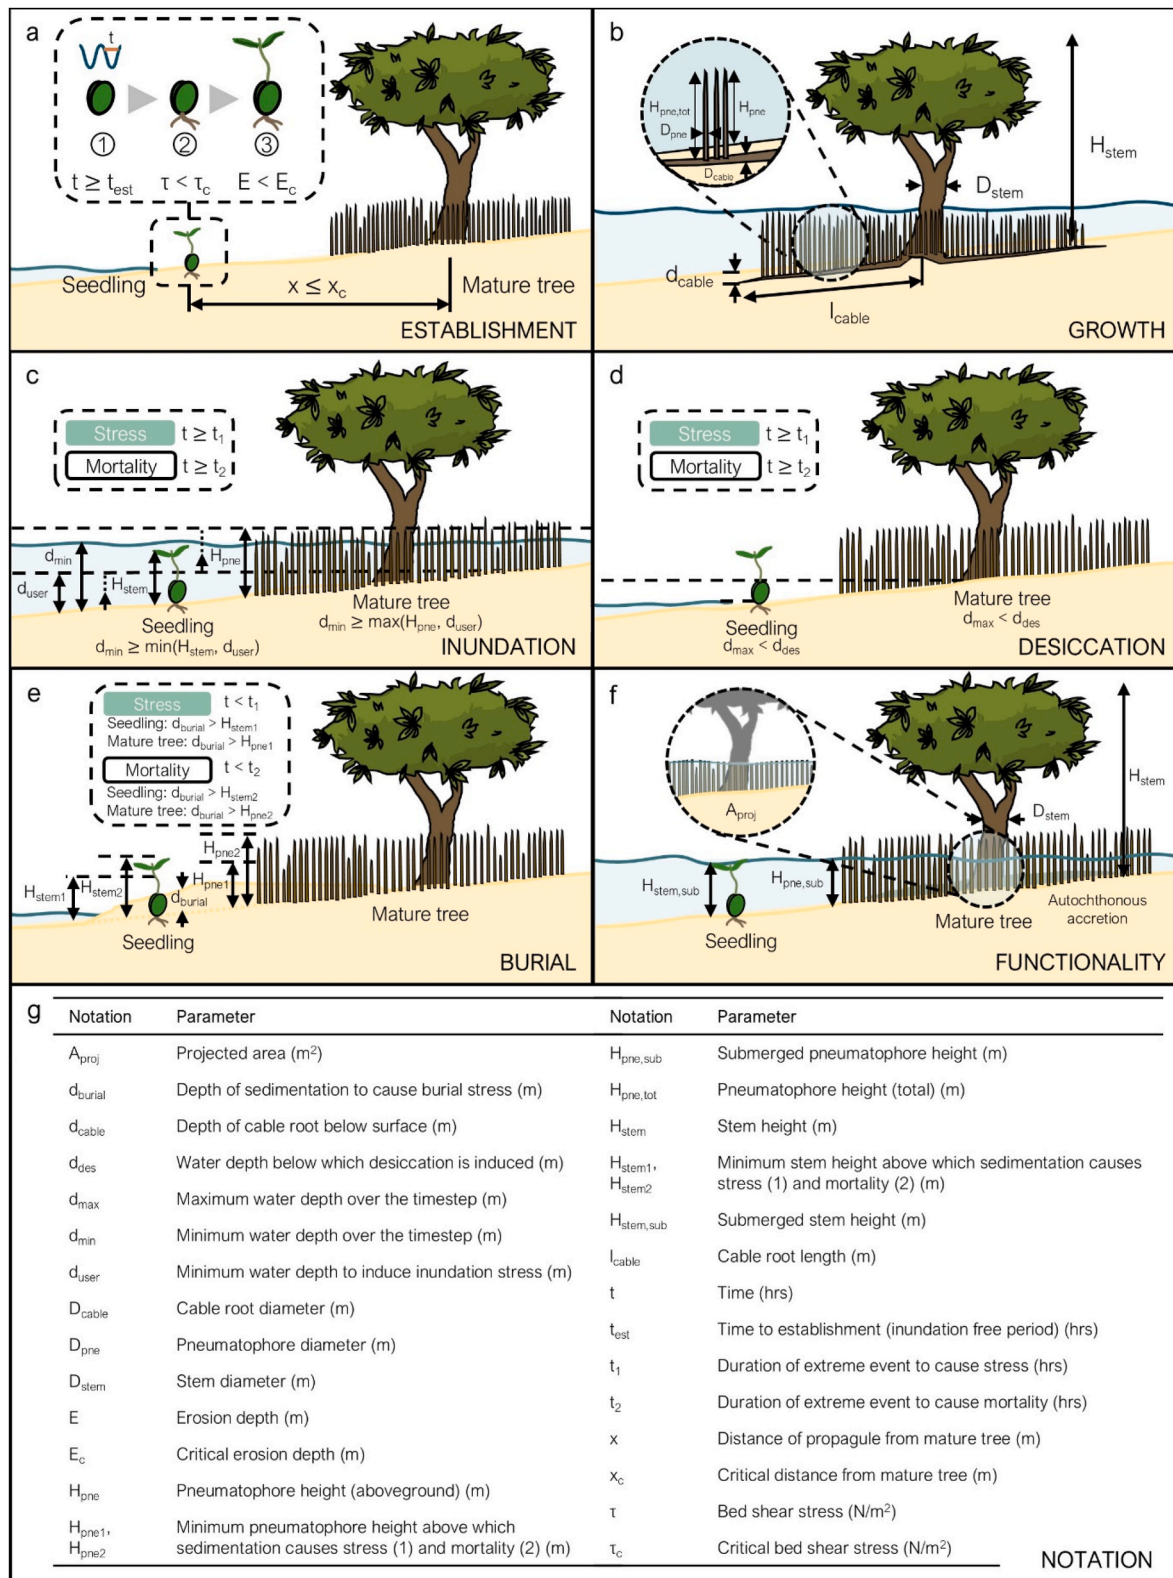 a
t
1
2
3
t ≥ t_est
τ < τ_c
E < E_c
Seedling
x ≤ x_c
Mature tree
ESTABLISHMENT
b
H_pne,tot
H_pne
D_pne
D_cable
H_stem
D_stem
d_cable
l_cable
GROWTH
c
Stress t ≥ t_1
Mortality t ≥ t_2
d_min
d_user
H_stem
H_pne
Seedling
d_min ≥ min(H_stem, d_user)
Mature tree
d_min ≥ max(H_pne, d_user)
INUNDATION
d
Stress t ≥ t_1
Mortality t ≥ t_2
Seedling
d_max < d_des
Mature tree
d_max < d_des
DESICCATION
e
Stress t < t_1
Seedling: d_burial > H_stem1
Mature tree: d_burial > H_pne1
Mortality t < t_2
Seedling: d_burial > H_stem2
Mature tree: d_burial > H_pne2
H_stem1
H_stem2
d_burial
H_pne1
H_pne2
Seedling
Mature tree
BURIAL
f
A_proj
H_stem
D_stem
H_stem,sub
H_pne,sub
Seedling
Mature tree
Autochthonous
accretion
FUNCTIONALITY
g
Notation Parameter
A_proj Projected area (m²)
d_burial Depth of sedimentation to cause burial stress (m)
d_cable Depth of cable root below surface (m)
d_des Water depth below which desiccation is induced (m)
d_max Maximum water depth over the timestep (m)
d_min Minimum water depth over the timestep (m)
d_user Minimum water depth to induce inundation stress (m)
D_cable Cable root diameter (m)
D_pne Pneumatophore diameter (m)
D_stem Stem diameter (m)
E Erosion depth (m)
E_c Critical erosion depth (m)
H_pne Pneumatophore height (aboveground) (m)
H_pne1, Minimum pneumatophore height above which
H_pne2 sedimentation causes stress (1) and mortality (2) (m)
Notation Parameter
H_pne,sub Submerged pneumatophore height (m)
H_pne,tot Pneumatophore height (total) (m)
H_stem Stem height (m)
H_stem1, Minimum stem height above which sedimentation causes
H_stem2 stress (1) and mortality (2) (m)
H_stem,sub Submerged stem height (m)
l_cable Cable root length (m)
t Time (hrs)
t_est Time to establishment (inundation free period) (hrs)
t_1 Duration of extreme event to cause stress (hrs)
t_2 Duration of extreme event to cause mortality (hrs)
x Distance of propagule from mature tree (m)
x_c Critical distance from mature tree (m)
τ Bed shear stress (N/m²)
τ_c Critical bed shear stress (N/m²)
NOTATION